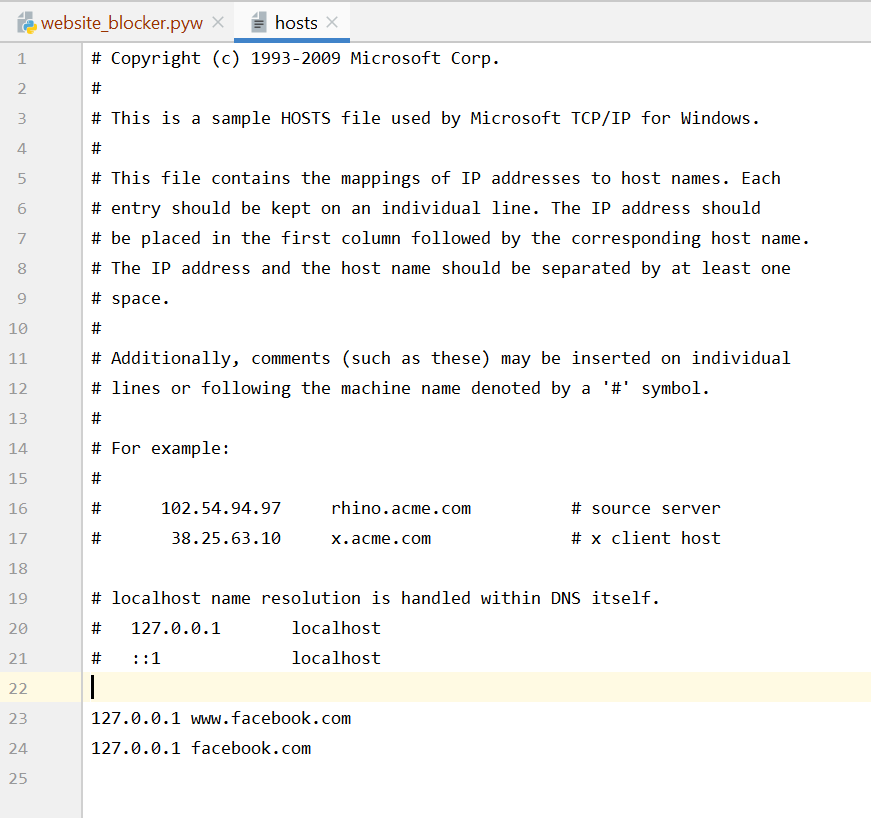 website_blocker.pyw hosts
1 # Copyright (c) 1993-2009 Microsoft Corp.
2 #
3 # This is a sample HOSTS file used by Microsoft TCP/IP for Windows.
4 #
5 # This file contains the mappings of IP addresses to host names. Each
6 # entry should be kept on an individual line. The IP address should
7 # be placed in the first column followed by the corresponding host name.
8 # The IP address and the host name should be separated by at least one
9 # space.
10 #
11 # Additionally, comments (such as these) may be inserted on individual
12 # lines or following the machine name denoted by a '#' symbol.
13 #
14 # For example:
15 #
16 #      102.54.94.97     rhino.acme.com          # source server
17 #       38.25.63.10     x.acme.com              # x client host
18
19 # localhost name resolution is handled within DNS itself.
20 #   127.0.0.1       localhost
21 #   ::1             localhost
22
23 127.0.0.1 www.facebook.com
24 127.0.0.1 facebook.com
25